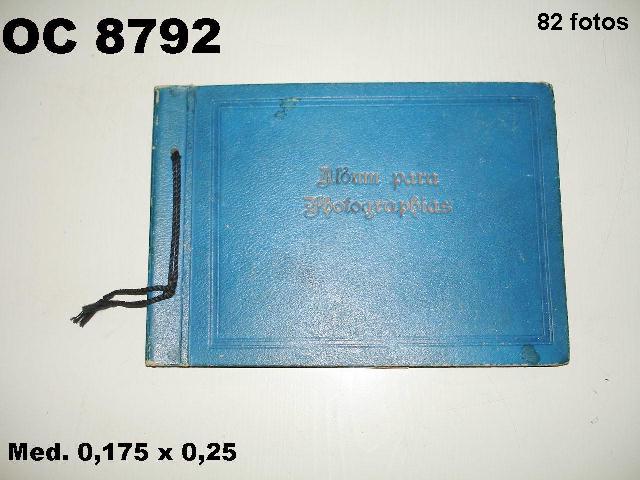 OC 8792
82 fotos
Album para
Photographias
Med. 0,175 x 0,25